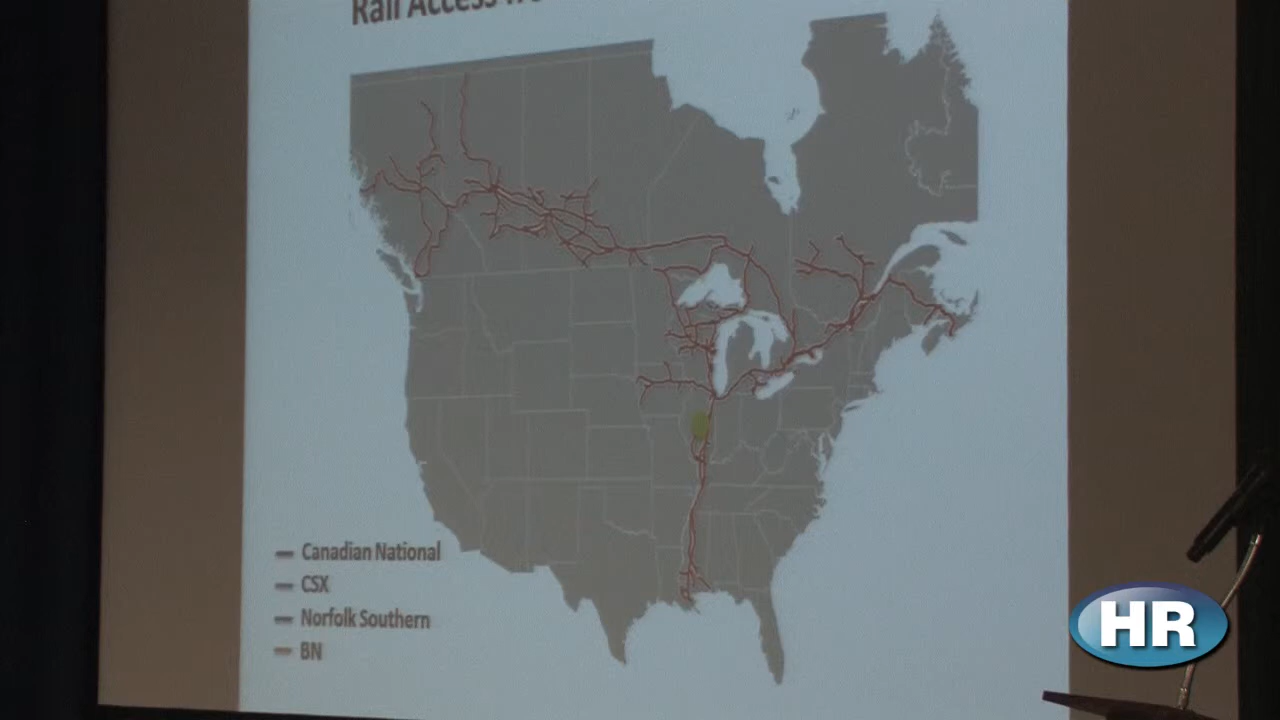 Rail Access
Canadian National
CSX
Norfolk Southern
BN
HR